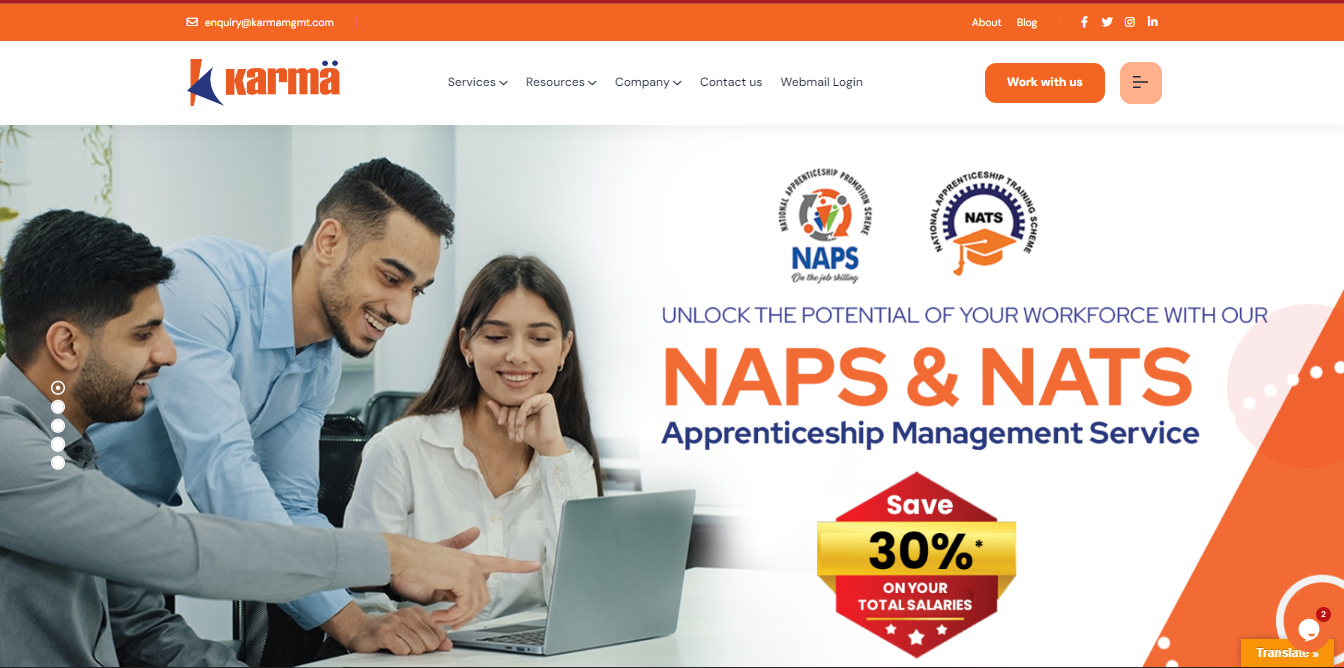 enquiry@karmamgmt.com
About Blog
karmä
Services Resources Company Contact us Webmail Login
Work with us
NATIONAL APPRENTICESHIP PROMOTION SCHEME
NAPS
On the job skilling
NATIONAL APPRENTICESHIP TRAINING SCHEME
NATS
UNLOCK THE POTENTIAL OF YOUR WORKFORCE WITH OUR
NAPS & NATS
Apprenticeship Management Service
Save
30%*
ON YOUR
TOTAL SALARIES
2
Translate »